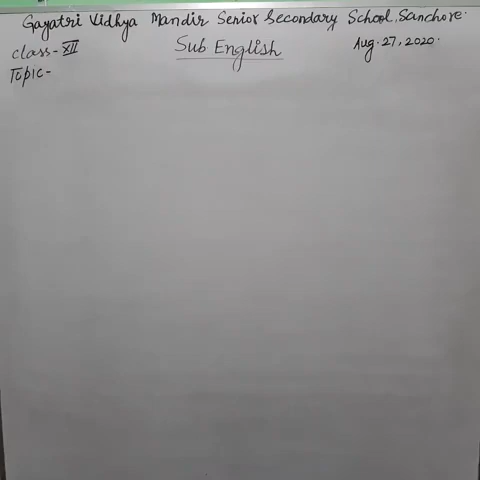 Gayatri Vidhya Mandir Senior Secondary School, Sanchore.
Class-XII Sub English Aug. 27, 2020.
Topic-